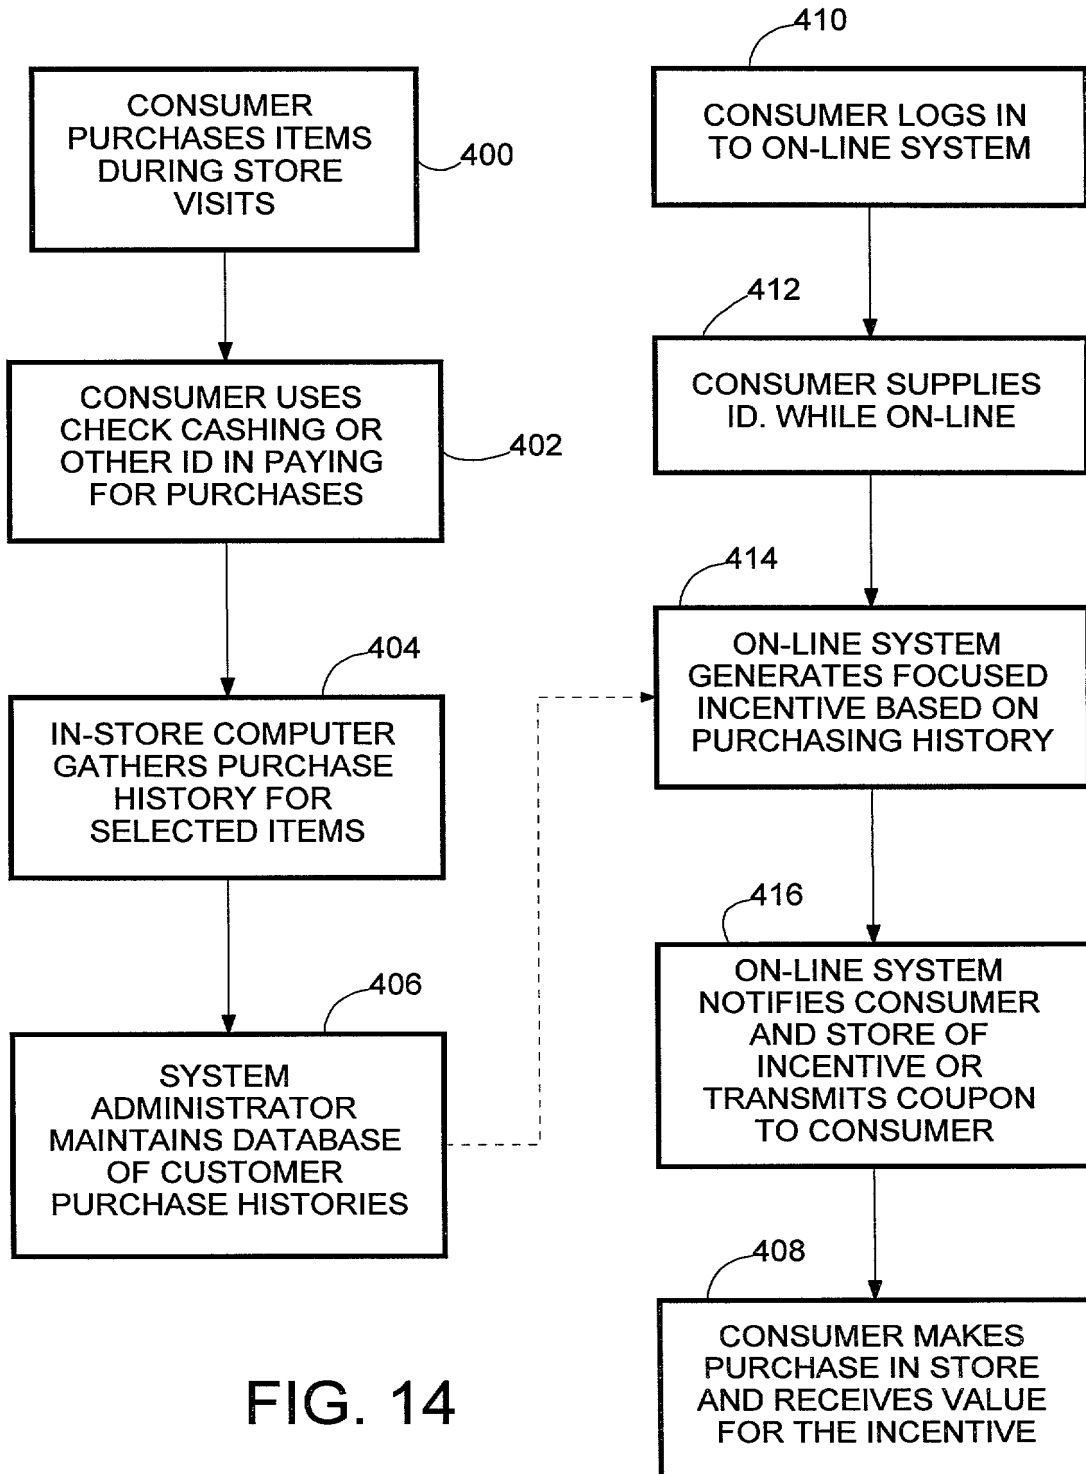 CONSUMER
PURCHASES ITEMS
DURING STORE
VISITS
400
CONSUMER USES
CHECK CASHING OR
OTHER ID IN PAYING
FOR PURCHASES
402
404
IN-STORE COMPUTER
GATHERS PURCHASE
HISTORY FOR
SELECTED ITEMS
406
SYSTEM
ADMINISTRATOR
MAINTAINS DATABASE
OF CUSTOMER
PURCHASE HISTORIES
410
CONSUMER LOGS IN
TO ON-LINE SYSTEM
412
CONSUMER SUPPLIES
ID. WHILE ON-LINE
414
ON-LINE SYSTEM
GENERATES FOCUSED
INCENTIVE BASED ON
PURCHASING HISTORY
416
ON-LINE SYSTEM
NOTIFIES CONSUMER
AND STORE OF
INCENTIVE OR
TRANSMITS COUPON
TO CONSUMER
408
CONSUMER MAKES
PURCHASE IN STORE
AND RECEIVES VALUE
FOR THE INCENTIVE
FIG. 14